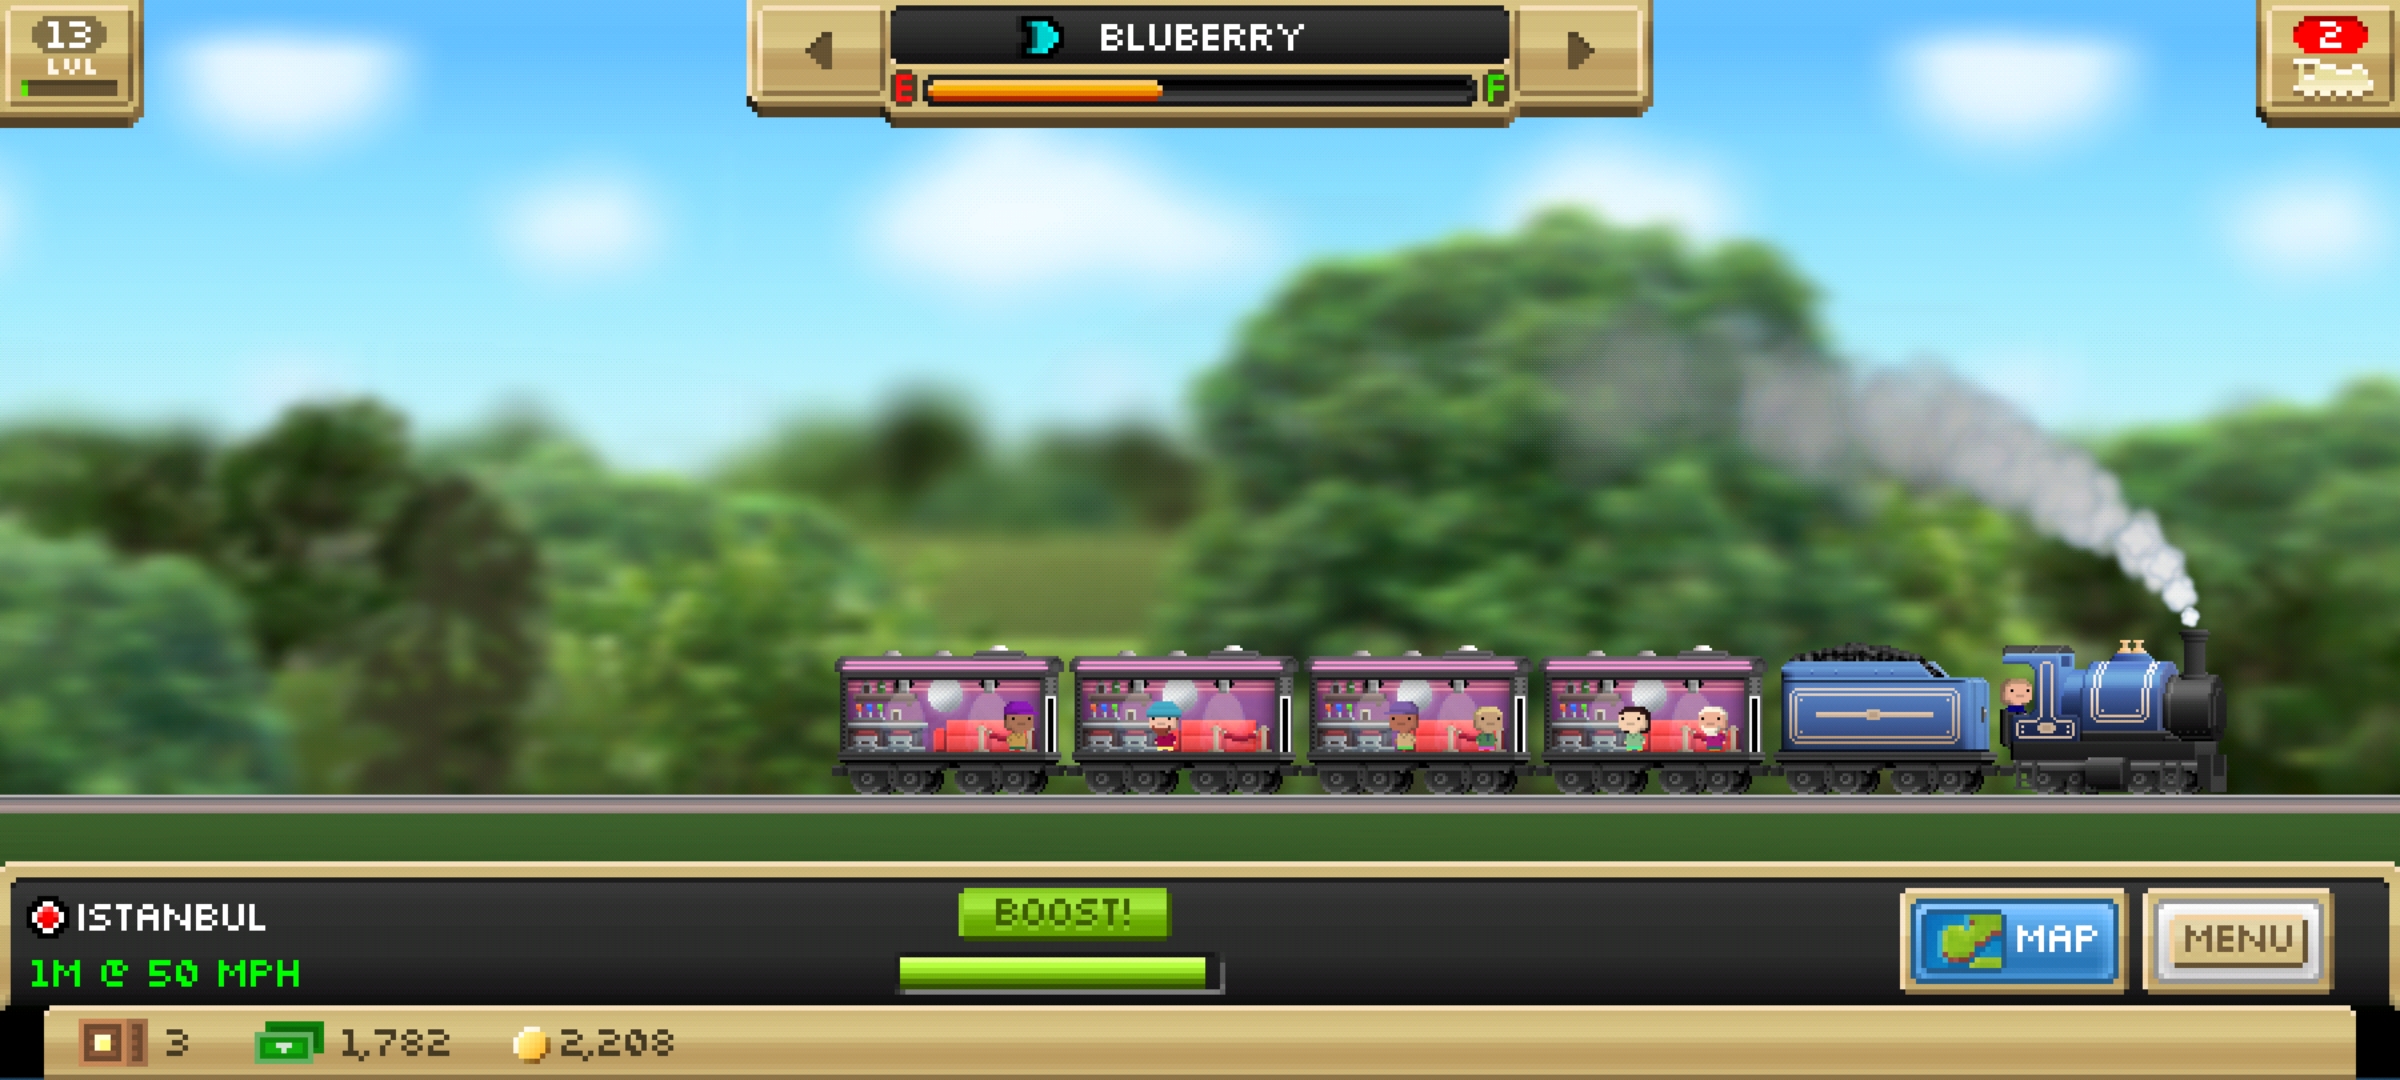 13
LVL
BLUBERRY
E F
2
ISTANBUL
1M @ 50 MPH
BOOST!
MAP
MENU
3
1,782
2,208